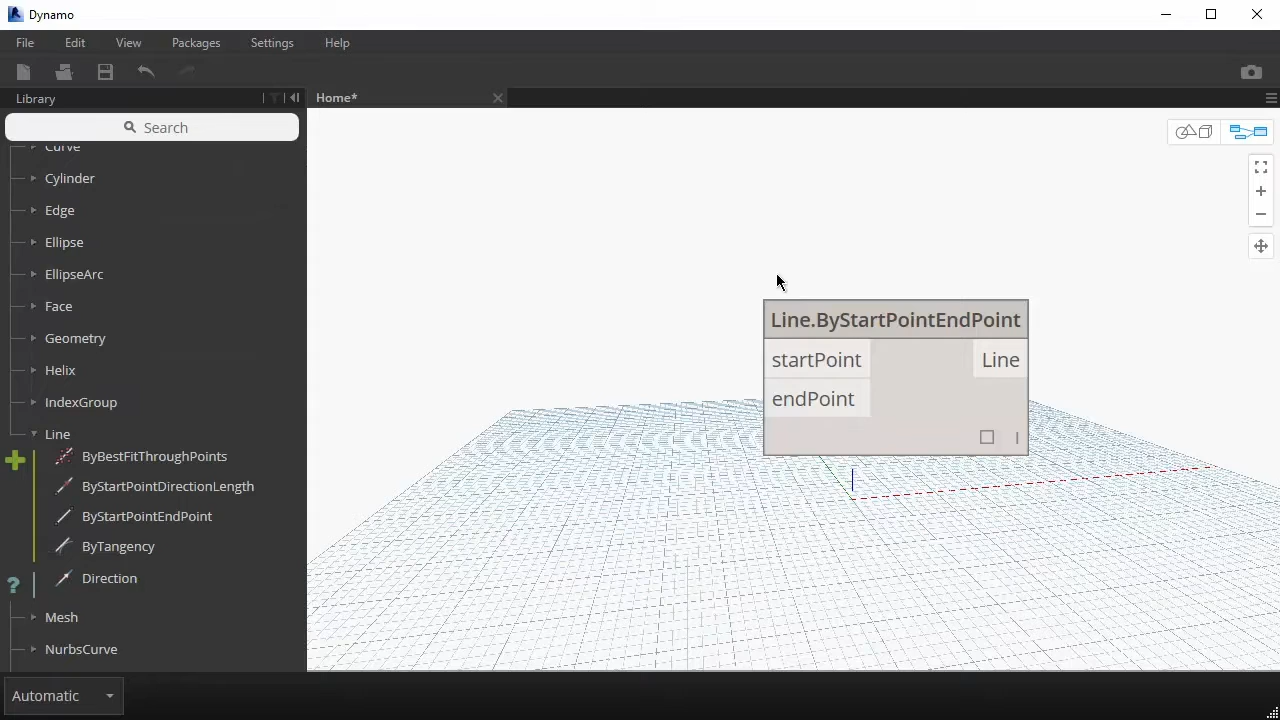 Dynamo
File Edit View Packages Settings Help
Library
Home*
Search
Curve
Cylinder
Edge
Ellipse
EllipseArc
Face
Geometry
Helix
IndexGroup
Line
ByBestFitThroughPoints
ByStartPointDirectionLength
ByStartPointEndPoint
ByTangency
Direction
Mesh
NurbsCurve
Line.ByStartPointEndPoint
startPoint Line
endPoint
Automatic